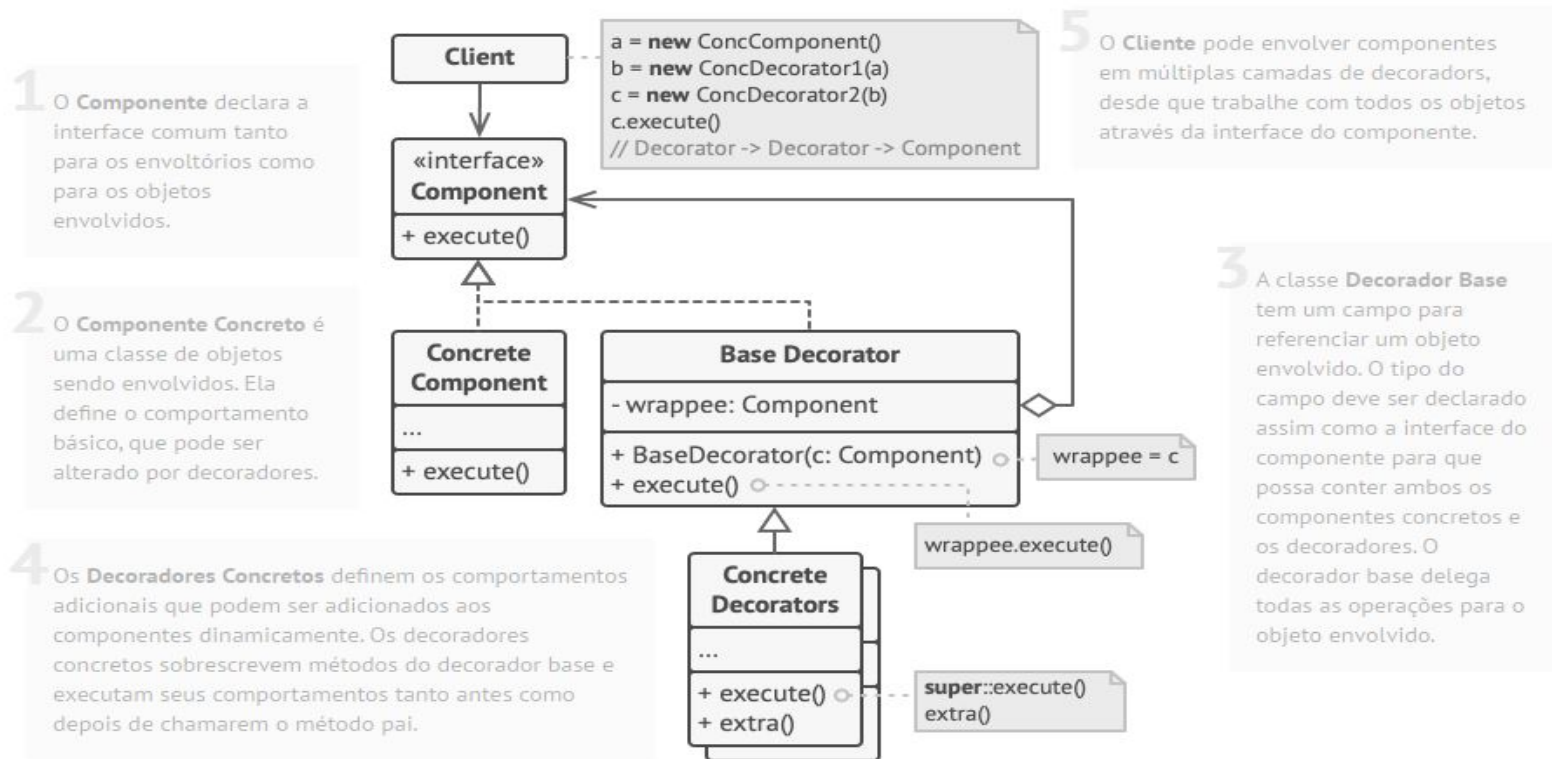 Client
a = new ConcComponent()
b = new ConcDecorator1(a)
c = new ConcDecorator2(b)
c.execute()
// Decorator -> Decorator -> Component
5
O Cliente pode envolver componentes
em múltiplas camadas de decoradors,
desde que trabalhe com todos os objetos
através da interface do componente.
1
O Componente declara a
interface comum tanto
para os envoltórios como
para os objetos
envolvidos.
«interface»
Component
+ execute()
2
O Componente Concreto é
uma classe de objetos
sendo envolvidos. Ela
define o comportamento
básico, que pode ser
alterado por decoradores.
Concrete
Component
...
+ execute()
Base Decorator
- wrappee: Component
+ BaseDecorator(c: Component)
+ execute()
wrappee = c
wrappee.execute()
3
A classe Decorador Base
tem um campo para
referenciar um objeto
envolvido. O tipo do
campo deve ser declarado
assim como a interface do
componente para que
possa conter ambos os
componentes concretos e
os decoradores. O
decorador base delega
todas as operações para o
objeto envolvido.
4
Os Decoradores Concretos definem os comportamentos
adicionais que podem ser adicionados aos
componentes dinamicamente. Os decoradores
concretos sobrescrevem métodos do decorador base e
executam seus comportamentos tanto antes como
depois de chamarem o método pai.
Concrete
Decorators
...
+ execute()
+ extra()
super::execute()
extra()